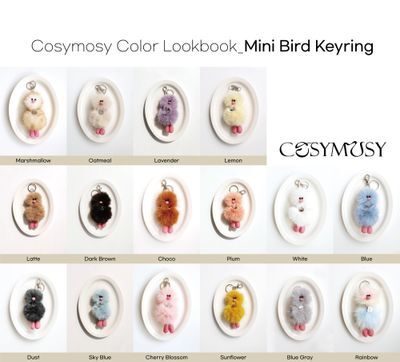 Cosymosy Color Lookbook_Mini Bird Keyring
Marshmallow
Oatmeal
Lavender
Lemon
COSYMOSY
Latte
Dark Brown
Choco
Plum
White
Blue
Dust
Sky Blue
Cherry Blossom
Sunflower
Blue Gray
Rainbow